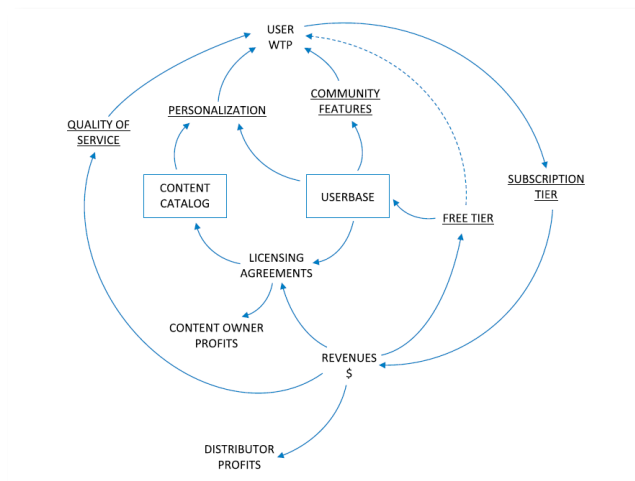 USER
WTP
COMMUNITY
FEATURES
PERSONALIZATION
QUALITY OF
SERVICE
CONTENT
CATALOG
USERBASE
SUBSCRIPTION
TIER
FREE TIER
LICENSING
AGREEMENTS
CONTENT OWNER
PROFITS
REVENUES
$
DISTRIBUTOR
PROFITS